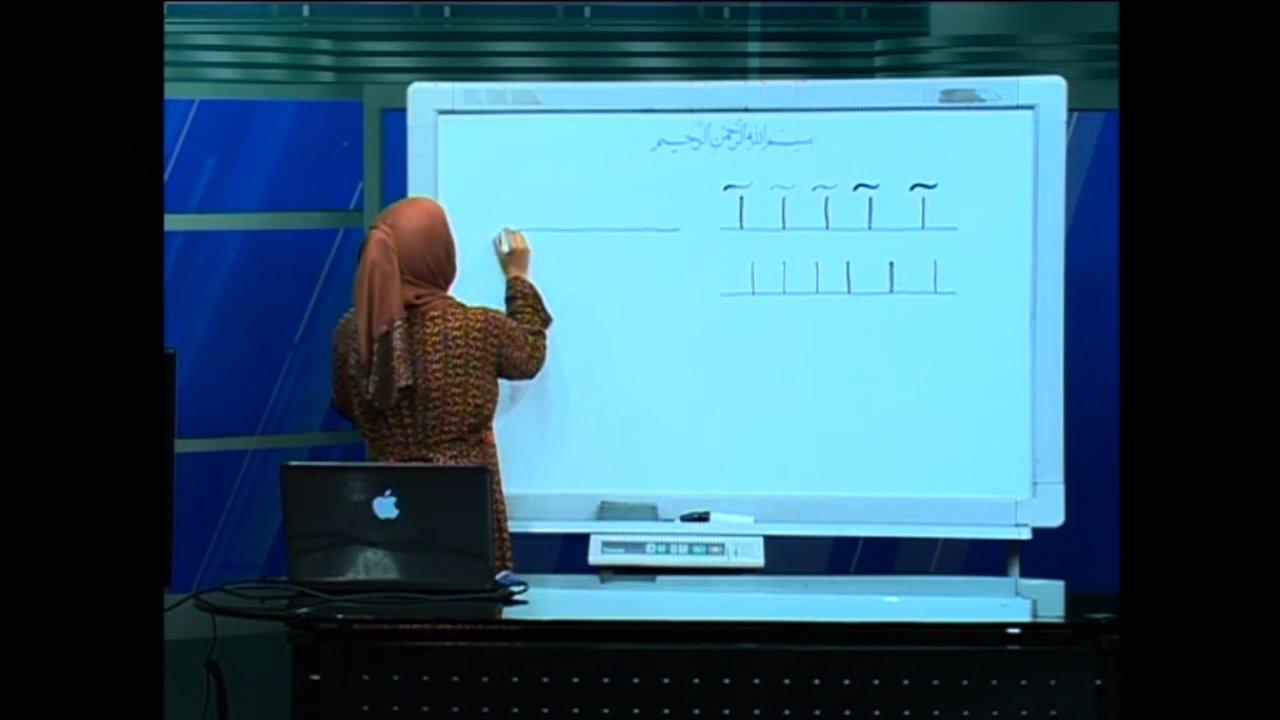 بسم الله الرحمن الرحیم
آ آ آ آ آ
ا ا ا ا ا ا